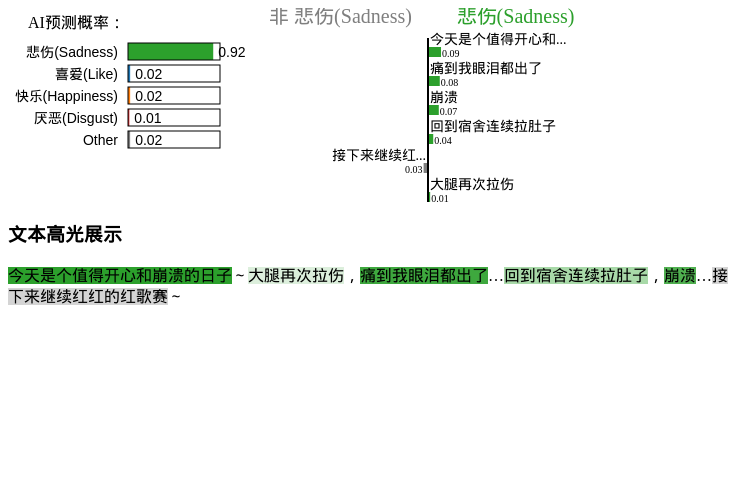 AI预测概率：
悲伤(Sadness) 0.92
喜爱(Like) 0.02
快乐(Happiness) 0.02
厌恶(Disgust) 0.01
Other 0.02
非 悲伤(Sadness) 悲伤(Sadness)
今天是个值得开心和...
0.09
痛到我眼泪都出了
0.08
崩溃
0.07
回到宿舍连续拉肚子
0.04
接下来继续红...
0.03
大腿再次拉伤
0.01
文本高光展示
今天是个值得开心和崩溃的日子～大腿再次拉伤，痛到我眼泪都出了…回到宿舍连续拉肚子，崩溃…接
下来继续红红的红歌赛～